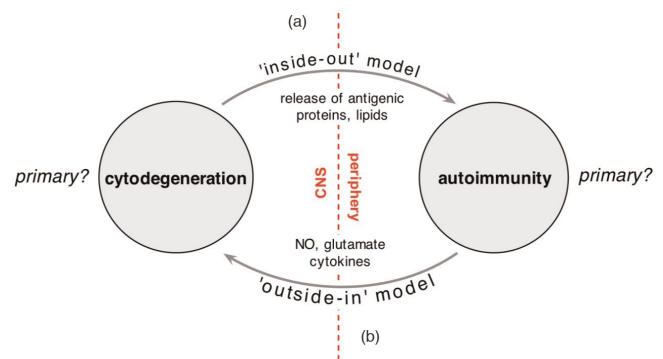 (a)
'inside-out' model
release of antigenic
proteins, lipids
primary?
cytodegeneration
CNS
periphery
autoimmunity
primary?
NO, glutamate
cytokines
'outside-in' model
(b)